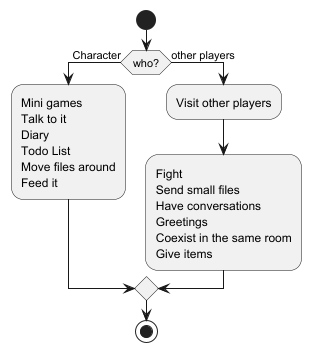 Character
who?
other players
Mini games
Talk to it
Diary
Todo List
Move files around
Feed it
Visit other players
Fight
Send small files
Have conversations
Greetings
Coexist in the same room
Give items